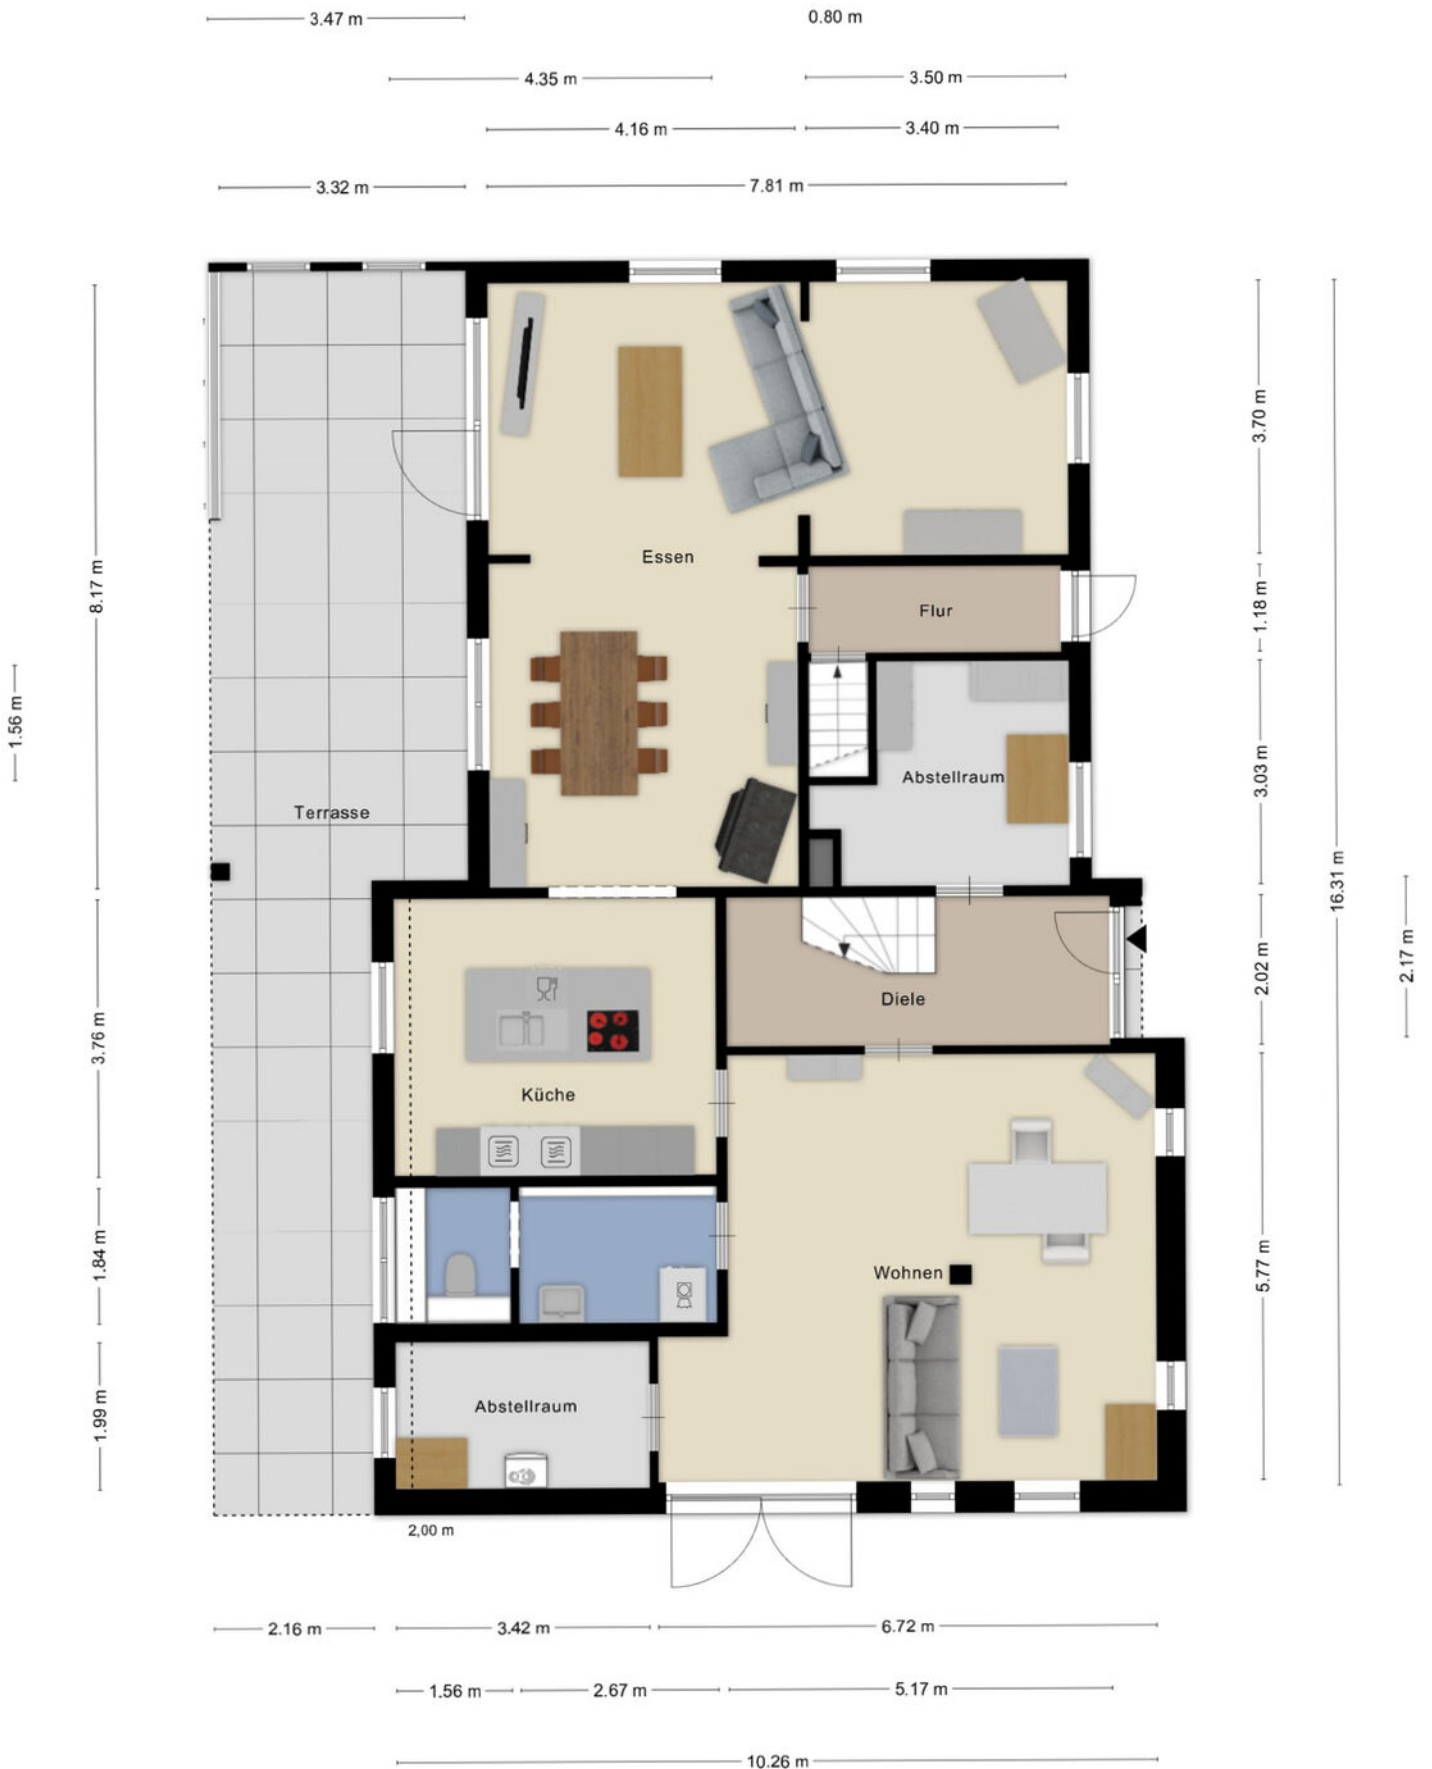 3.47 m
0.80 m
4.35 m
3.50 m
4.16 m
3.40 m
3.32 m
7.81 m
3.70 m
Essen
8.17 m
Flur
1.18 m
1.56 m
Abstellraum
3.03 m
Terrasse
16.31 m
2.17 m
2.02 m
Diele
3.76 m
Küche
1.84 m
Wohnen
5.77 m
1.99 m
Abstellraum
2,00 m
2.16 m
3.42 m
6.72 m
1.56 m
2.67 m
5.17 m
10.26 m